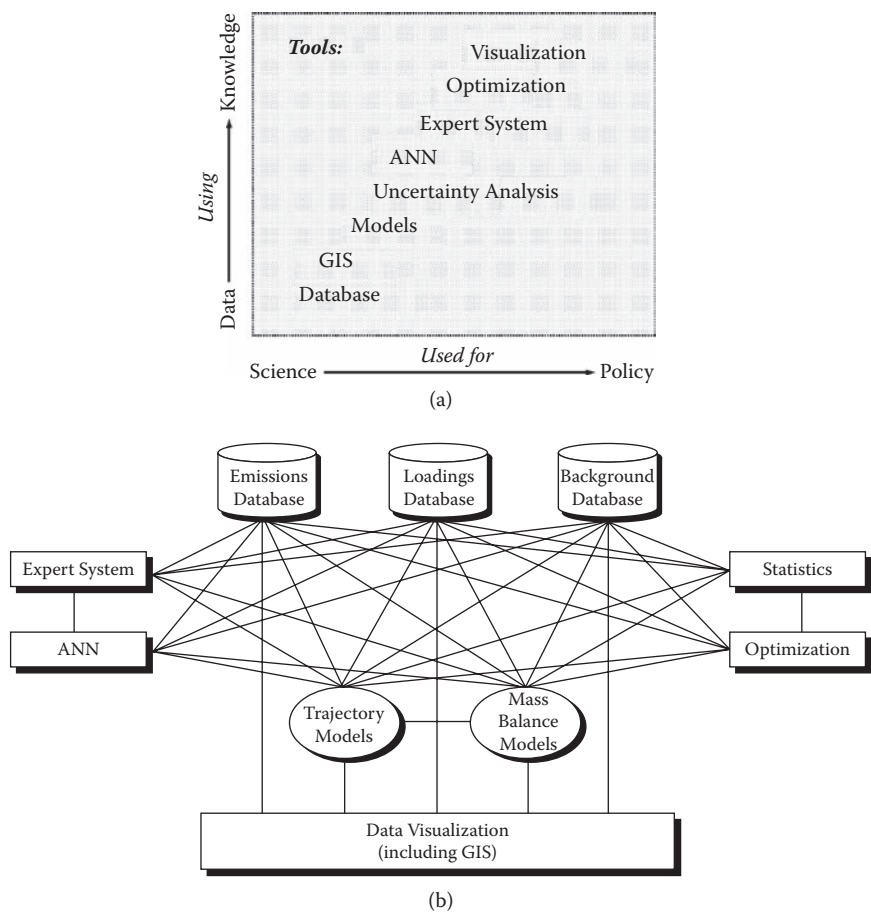 Tools:
Visualization
Optimization
Expert System
ANN
Uncertainty Analysis
Models
GIS
Database
Knowledge
Using
Data
Used for
Science
Policy
(a)
Emissions
Database
Loadings
Database
Background
Database
Expert System
Statistics
ANN
Optimization
Trajectory
Models
Mass
Balance
Models
Data Visualization
(including GIS)
(b)